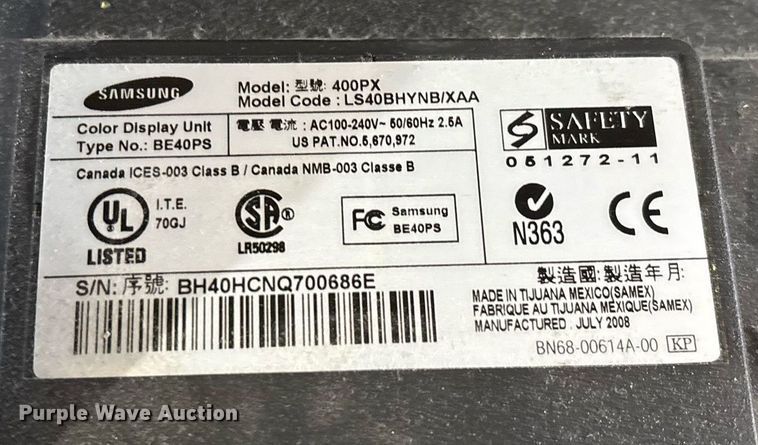 SAMSUNG
Model: 型號: 400PX
Model Code : LS40BHYNB/XAA
Color Display Unit
Type No.: BE40PS
電壓 電流 : AC100-240V~ 50/60Hz 2.5A
US PAT.NO.5,670,972
SAFETY
MARK
051272-11
Canada ICES-003 Class B / Canada NMB-003 Classe B
UL
LISTED
I.T.E.
70GJ
SA
LR50298
FC Samsung
BE40PS
N363
CE
S/N: 序號: BH40HCNQ700686E
製造國: 製造年月:
MADE IN TIJUANA MEXICO(SAMEX)
FABRIQUE AU TIJUANA MEXIQUE(SAMEX)
MANUFACTURED : JULY 2008
BN68-00614A-00 KP
Purple Wave Auction